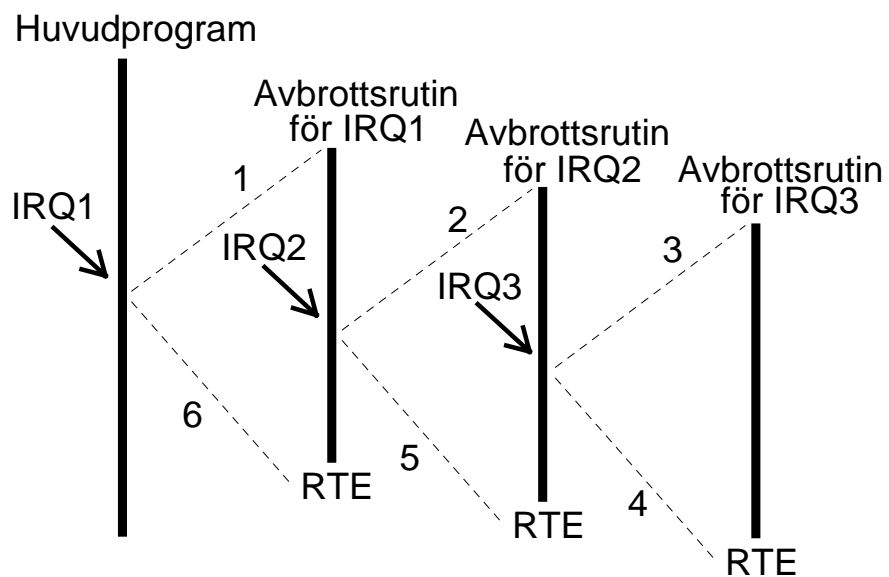 Huvudprogram
Avbrottsrutin
för IRQ1
Avbrottsrutin
för IRQ2
Avbrottsrutin
för IRQ3
1
IRQ1
2
IRQ2
3
IRQ3
6
5
RTE
4
RTE
RTE